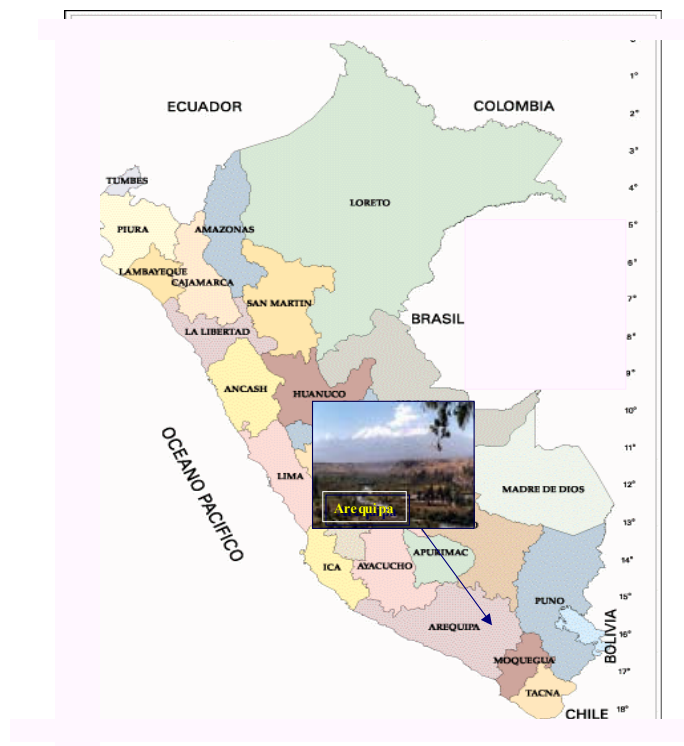 0°
1°
ECUADOR
COLOMBIA
2°
3°
TUMBES
4°
LORETO
5°
PIURA
AMAZONAS
6°
LAMBAYEQUE
CAJAMARCA
7°
SAN MARTIN
BRASIL
LA LIBERTAD
8°
9°
ANCASH
HUANUCO
10°
11°
OCEANO PACIFICO
LIMA
12°
MADRE DE DIOS
Arequipa
13°
O
APURIMAC
14°
ICA
AYACUCHO
15°
PUNO
AREQUIPA
16°
BOLIVIA
MOQUEGUA
17°
TACNA
18°
CHILE